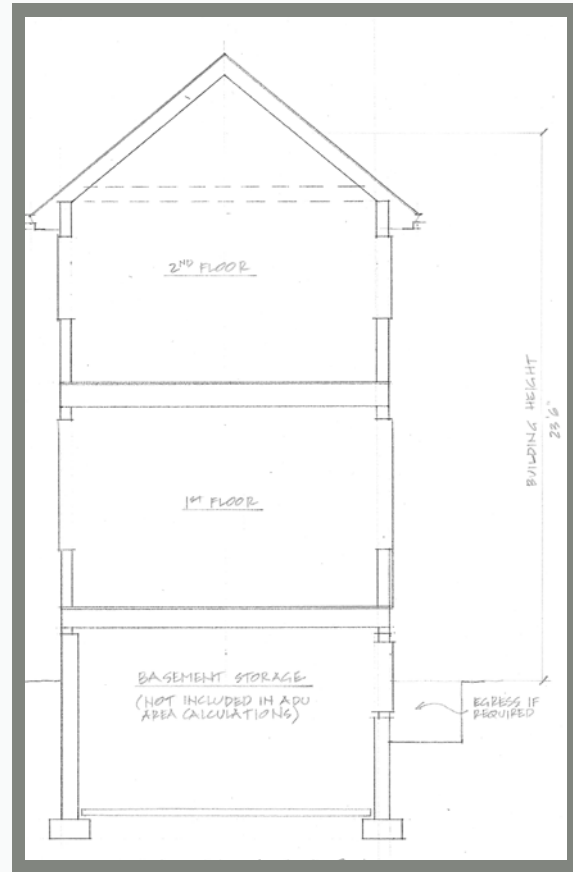 2ND FLOOR
BUILDING HEIGHT
23'6"
1ST FLOOR
BASEMENT STORAGE
(NOT INCLUDED IN ADU
AREA CALCULATIONS)
EGRESS IF
REQUIRED